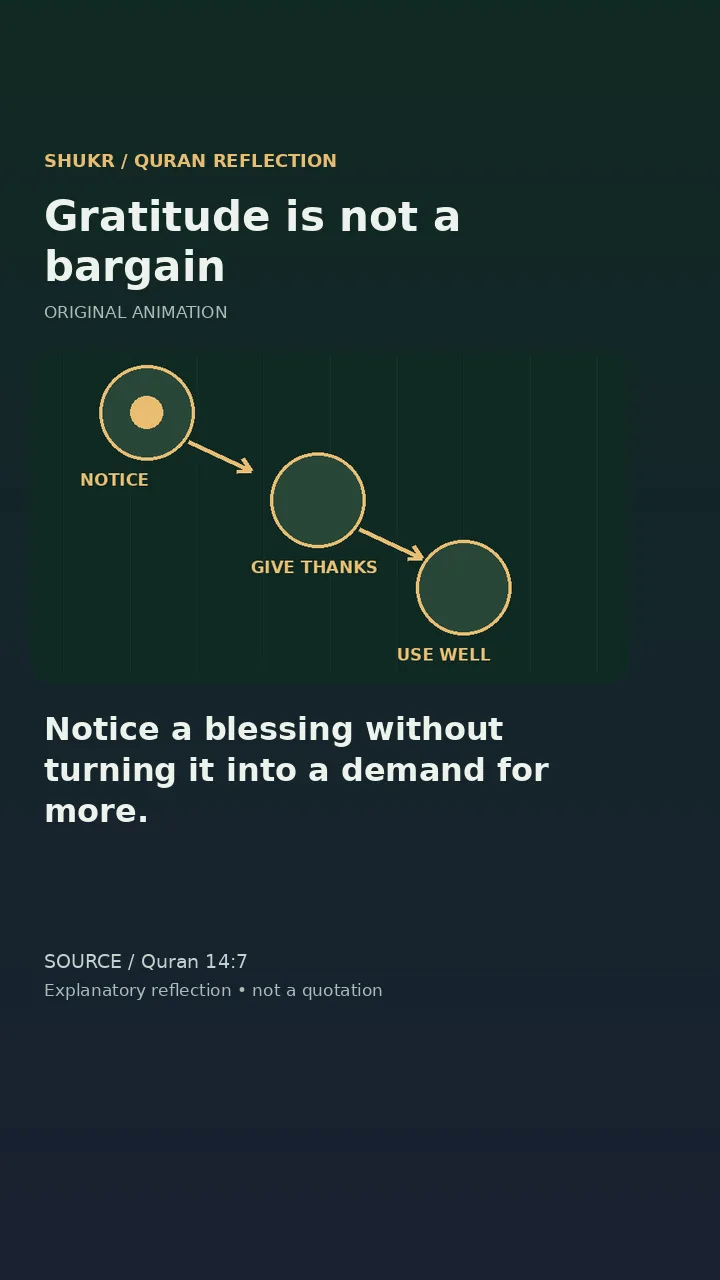 SHUKR / QURAN REFLECTION
Gratitude is not a
bargain
ORIGINAL ANIMATION
NOTICE
GIVE THANKS
USE WELL
Notice a blessing without
turning it into a demand for
more.
SOURCE / Quran 14:7
Explanatory reflection • not a quotation